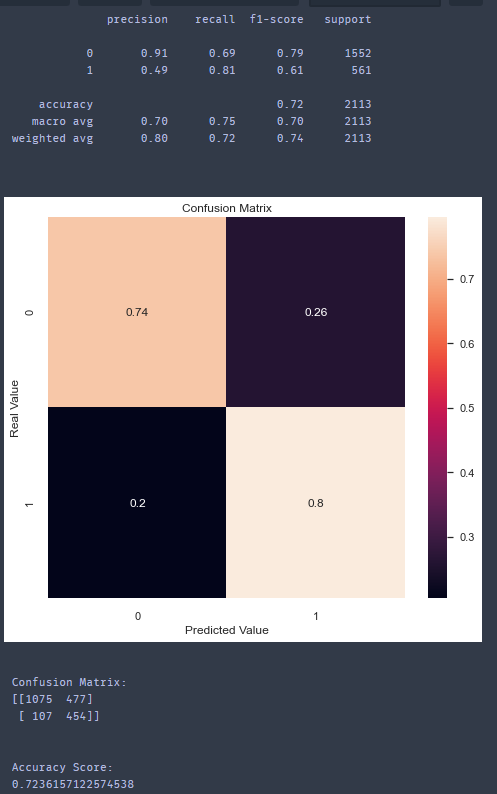 precision recall f1-score support
0 0.91 0.69 0.79 1552
1 0.49 0.81 0.61 561
accuracy 0.72 2113
macro avg 0.70 0.75 0.70 2113
weighted avg 0.80 0.72 0.74 2113
Confusion Matrix
0.7
0.6
0.5
0.4
0.3
Real Value
0
1
0.74 0.26
0.2 0.8
0 1
Predicted Value
Confusion Matrix:
[[1075 477]
[ 107 454]]
Accuracy Score:
0.7236157122574538